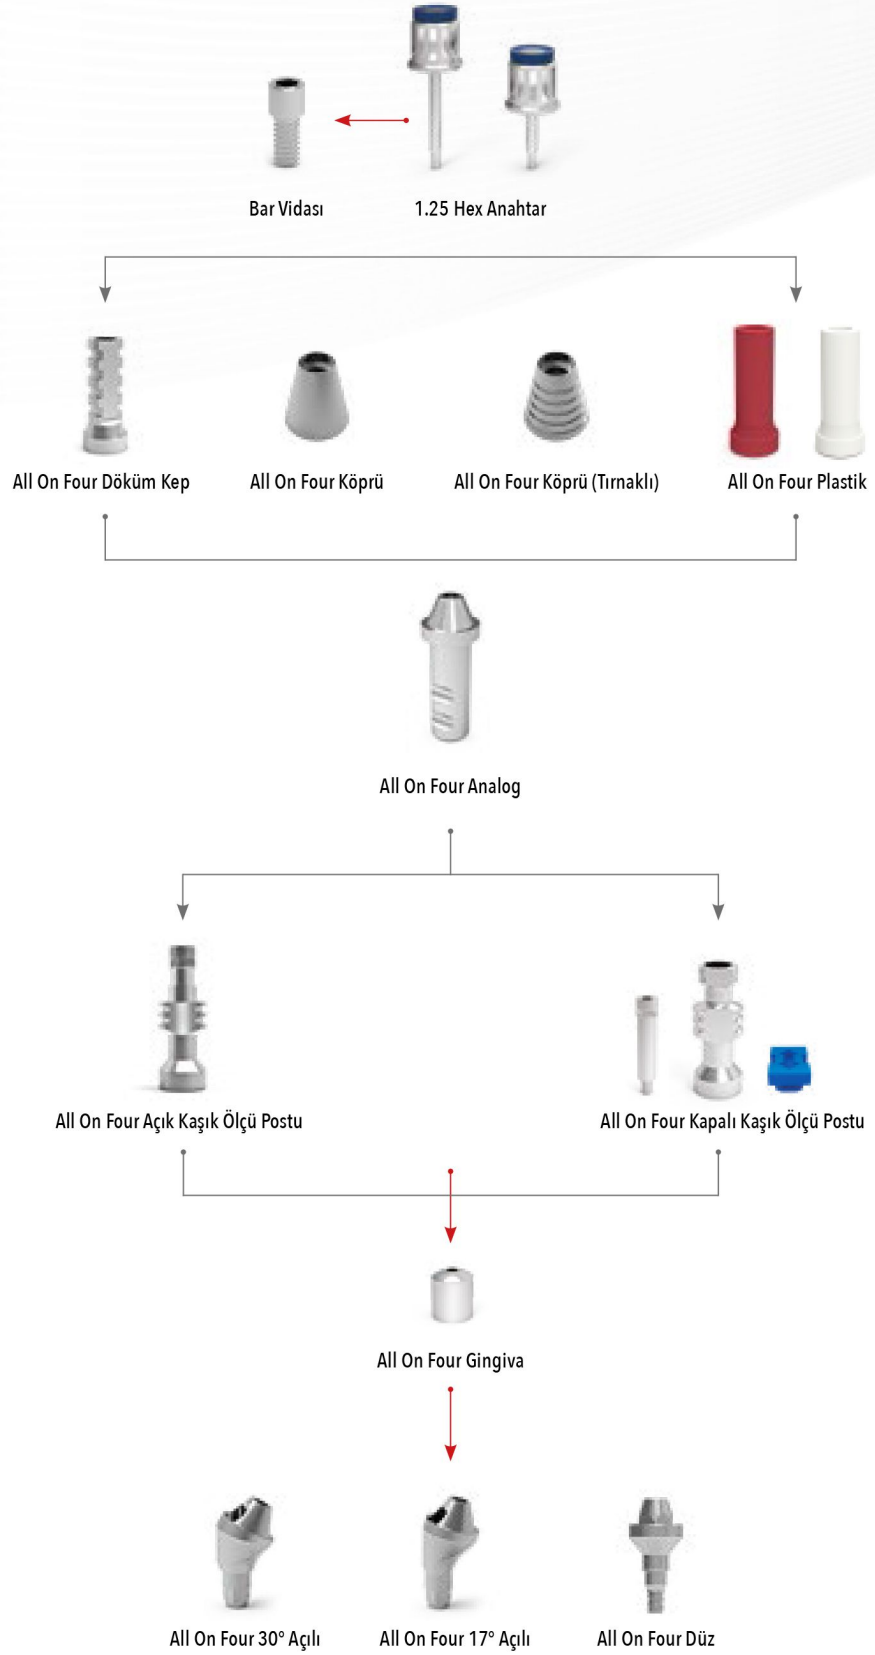 Bar Vidası
1.25 Hex Anahtar
All On Four Döküm Kep
All On Four Köprü
All On Four Köprü (Tırnaklı)
All On Four Plastik
All On Four Analog
All On Four Açık Kaşık Ölçü Postu
All On Four Kapalı Kaşık Ölçü Postu
All On Four Gingiva
All On Four 30° Açılı
All On Four 17° Açılı
All On Four Düz